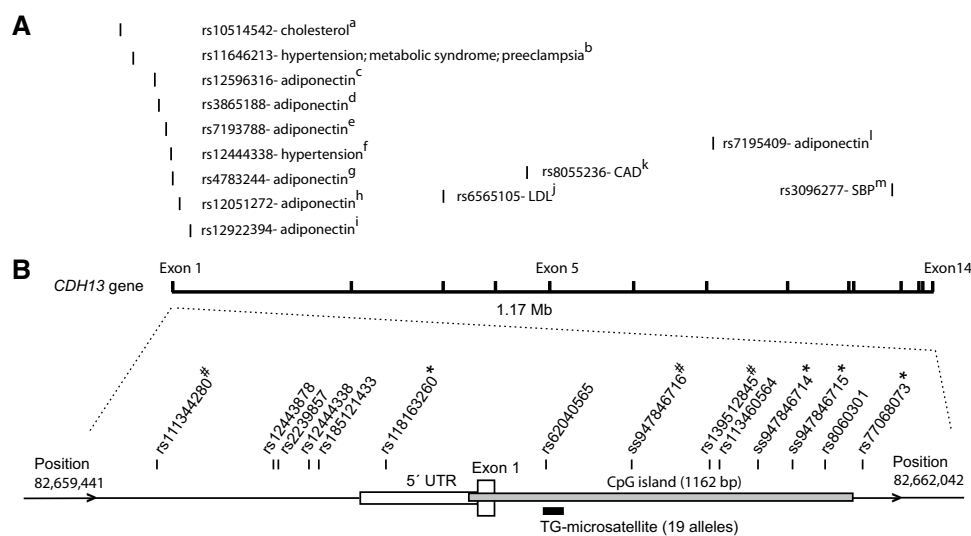 A
rs10514542- cholesterol^a
rs11646213- hypertension; metabolic syndrome; preeclampsia^b
rs12596316- adiponectin^c
rs3865188- adiponectin^d
rs7193788- adiponectin^e
rs12444338- hypertension^f
rs4783244- adiponectin^g
rs12051272- adiponectin^h
rs12922394- adiponectin^i
rs6565105- LDL^j
rs8055236- CAD^k
rs7195409- adiponectin^l
rs3096277- SBP^m
B
Exon 1
Exon 5
Exon14
CDH13 gene
1.17 Mb
rs111344280#
rs12443878
rs2239857
rs12444338
rs185121433
rs118163260*
rs62040565
ss947846716#
rs139512845#
rs113460564
ss947846714*
ss947846715*
rs8060301
rs77068073*
Position
82,659,441
5´ UTR
Exon 1
CpG island (1162 bp)
Position
82,662,042
TG-microsatellite (19 alleles)